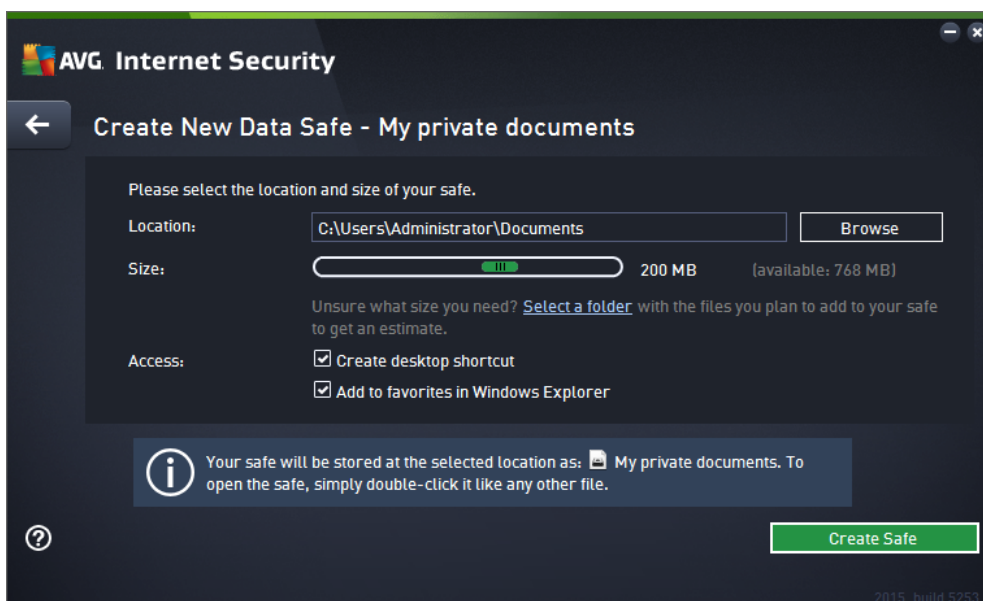 AVG. Internet Security
Create New Data Safe - My private documents
Please select the location and size of your safe.
Location:
C:\Users\Administrator\Documents
Browse
Size:
200 MB
(available: 768 MB)
Unsure what size you need? Select a folder with the files you plan to add to your safe
to get an estimate.
Access:
Create desktop shortcut
Add to favorites in Windows Explorer
Your safe will be stored at the selected location as: My private documents. To
open the safe, simply double-click it like any other file.
Create Safe
2015, build 5253